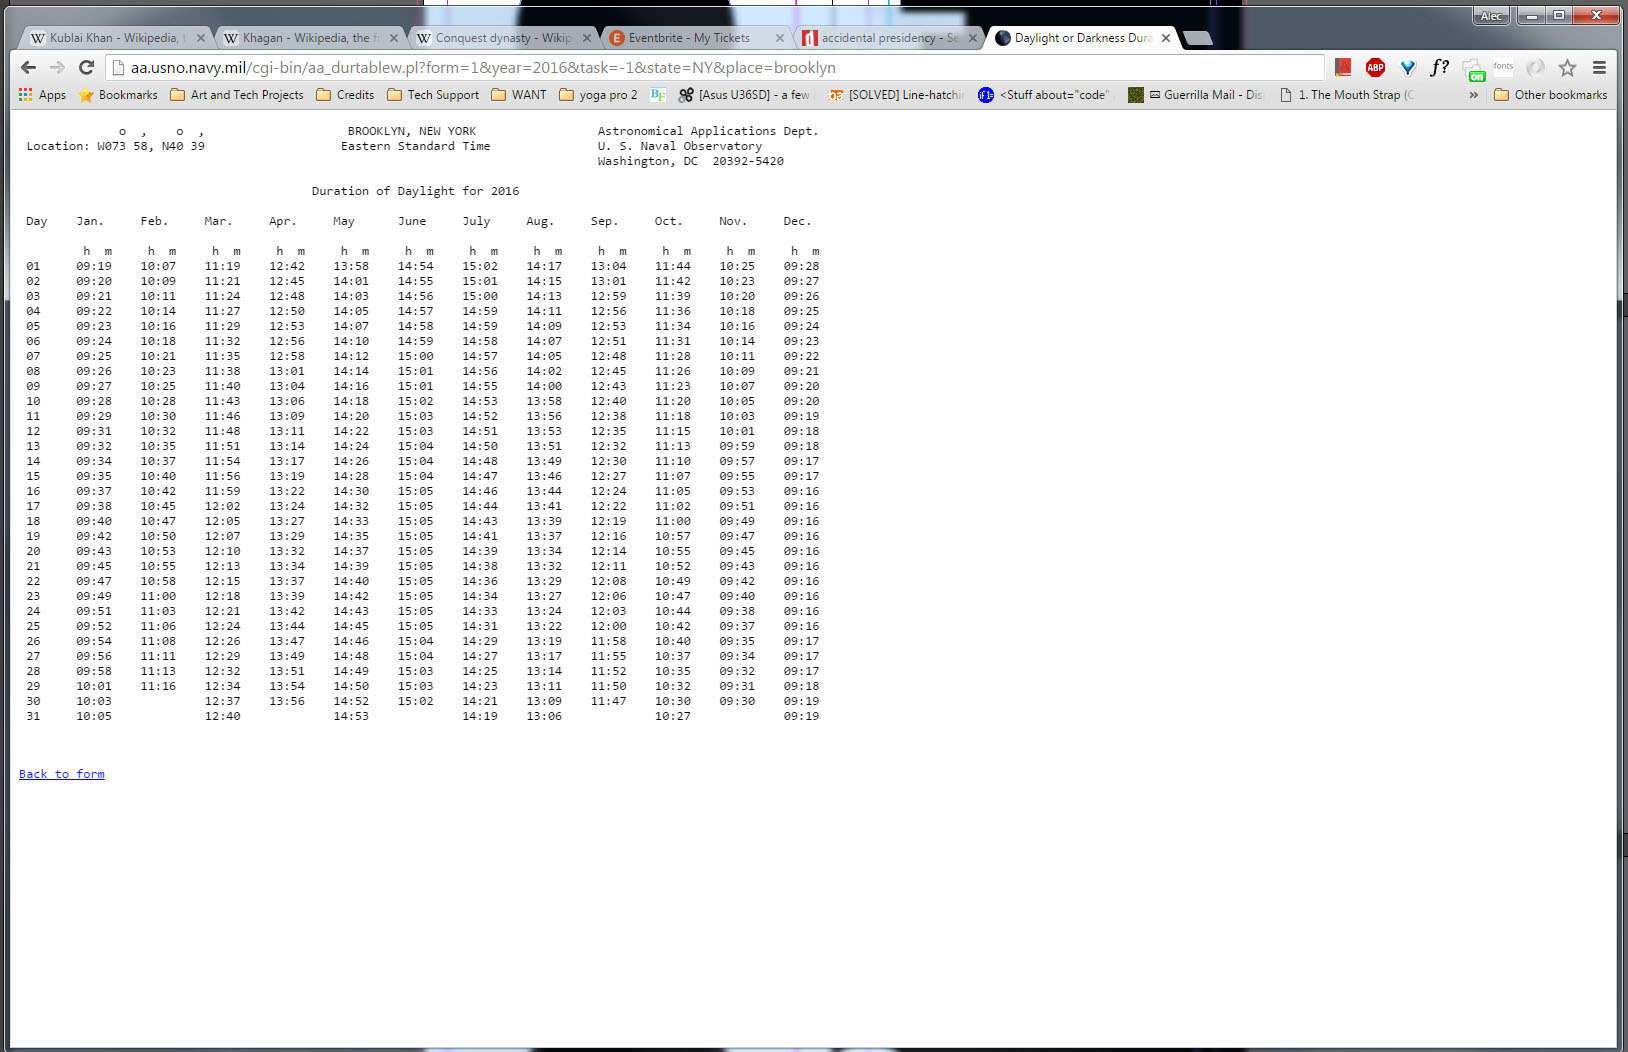 Alec
Kublai Khan - Wikipedia, t
Khagan - Wikipedia, the fr
Conquest dynasty - Wikip
Eventbrite - My Tickets
accidental presidency - Se
Daylight or Darkness Dura
aa.usno.navy.mil/cgi-bin/aa_durtablew.pl?form=1&year=2016&task=-1&state=NY&place=brooklyn
ABP f? on fonts
Apps Bookmarks Art and Tech Projects Credits Tech Support WANT yoga pro 2 BF [Asus U36SD] - a few [SOLVED] Line-hatchin <Stuff about="code" Guerrilla Mail - Dis 1. The Mouth Strap (C » Other bookmarks
o , o , BROOKLYN, NEW YORK Astronomical Applications Dept.
Location: W073 58, N40 39 Eastern Standard Time U. S. Naval Observatory
Washington, DC 20392-5420
Duration of Daylight for 2016
Day Jan. Feb. Mar. Apr. May June July Aug. Sep. Oct. Nov. Dec.
h m h m h m h m h m h m h m h m h m h m h m h m
01 09:19 10:07 11:19 12:42 13:58 14:54 15:02 14:17 13:04 11:44 10:25 09:28
02 09:20 10:09 11:21 12:45 14:01 14:55 15:01 14:15 13:01 11:42 10:23 09:27
03 09:21 10:11 11:24 12:48 14:03 14:56 15:00 14:13 12:59 11:39 10:20 09:26
04 09:22 10:14 11:27 12:50 14:05 14:57 14:59 14:11 12:56 11:36 10:18 09:25
05 09:23 10:16 11:29 12:53 14:07 14:58 14:59 14:09 12:53 11:34 10:16 09:24
06 09:24 10:18 11:32 12:56 14:10 14:59 14:58 14:07 12:51 11:31 10:14 09:23
07 09:25 10:21 11:35 12:58 14:12 15:00 14:57 14:05 12:48 11:28 10:11 09:22
08 09:26 10:23 11:38 13:01 14:14 15:01 14:56 14:02 12:45 11:26 10:09 09:21
09 09:27 10:25 11:40 13:04 14:16 15:01 14:55 14:00 12:43 11:23 10:07 09:20
10 09:28 10:28 11:43 13:06 14:18 15:02 14:53 13:58 12:40 11:20 10:05 09:20
11 09:29 10:30 11:46 13:09 14:20 15:03 14:52 13:56 12:38 11:18 10:03 09:19
12 09:31 10:32 11:48 13:11 14:22 15:03 14:51 13:53 12:35 11:15 10:01 09:18
13 09:32 10:35 11:51 13:14 14:24 15:04 14:50 13:51 12:32 11:13 09:59 09:18
14 09:34 10:37 11:54 13:17 14:26 15:04 14:48 13:49 12:30 11:10 09:57 09:17
15 09:35 10:40 11:56 13:19 14:28 15:04 14:47 13:46 12:27 11:07 09:55 09:17
16 09:37 10:42 11:59 13:22 14:30 15:05 14:46 13:44 12:24 11:05 09:53 09:16
17 09:38 10:45 12:02 13:24 14:32 15:05 14:44 13:41 12:22 11:02 09:51 09:16
18 09:40 10:47 12:05 13:27 14:33 15:05 14:43 13:39 12:19 11:00 09:49 09:16
19 09:42 10:50 12:07 13:29 14:35 15:05 14:41 13:37 12:16 10:57 09:47 09:16
20 09:43 10:53 12:10 13:32 14:37 15:05 14:39 13:34 12:14 10:55 09:45 09:16
21 09:45 10:55 12:13 13:34 14:39 15:05 14:38 13:32 12:11 10:52 09:43 09:16
22 09:47 10:58 12:15 13:37 14:40 15:05 14:36 13:29 12:08 10:49 09:42 09:16
23 09:49 11:00 12:18 13:39 14:42 15:05 14:34 13:27 12:06 10:47 09:40 09:16
24 09:51 11:03 12:21 13:42 14:43 15:05 14:33 13:24 12:03 10:44 09:38 09:16
25 09:52 11:06 12:24 13:44 14:45 15:05 14:31 13:22 12:00 10:42 09:37 09:16
26 09:54 11:08 12:26 13:47 14:46 15:04 14:29 13:19 11:58 10:40 09:35 09:17
27 09:56 11:11 12:29 13:49 14:48 15:04 14:27 13:17 11:55 10:37 09:34 09:17
28 09:58 11:13 12:32 13:51 14:49 15:03 14:25 13:14 11:52 10:35 09:32 09:17
29 10:01 11:16 12:34 13:54 14:50 15:03 14:23 13:11 11:50 10:32 09:31 09:18
30 10:03 12:37 13:56 14:52 15:02 14:21 13:09 11:47 10:30 09:30 09:19
31 10:05 12:40 14:53 14:19 13:06 10:27 09:19
Back to form